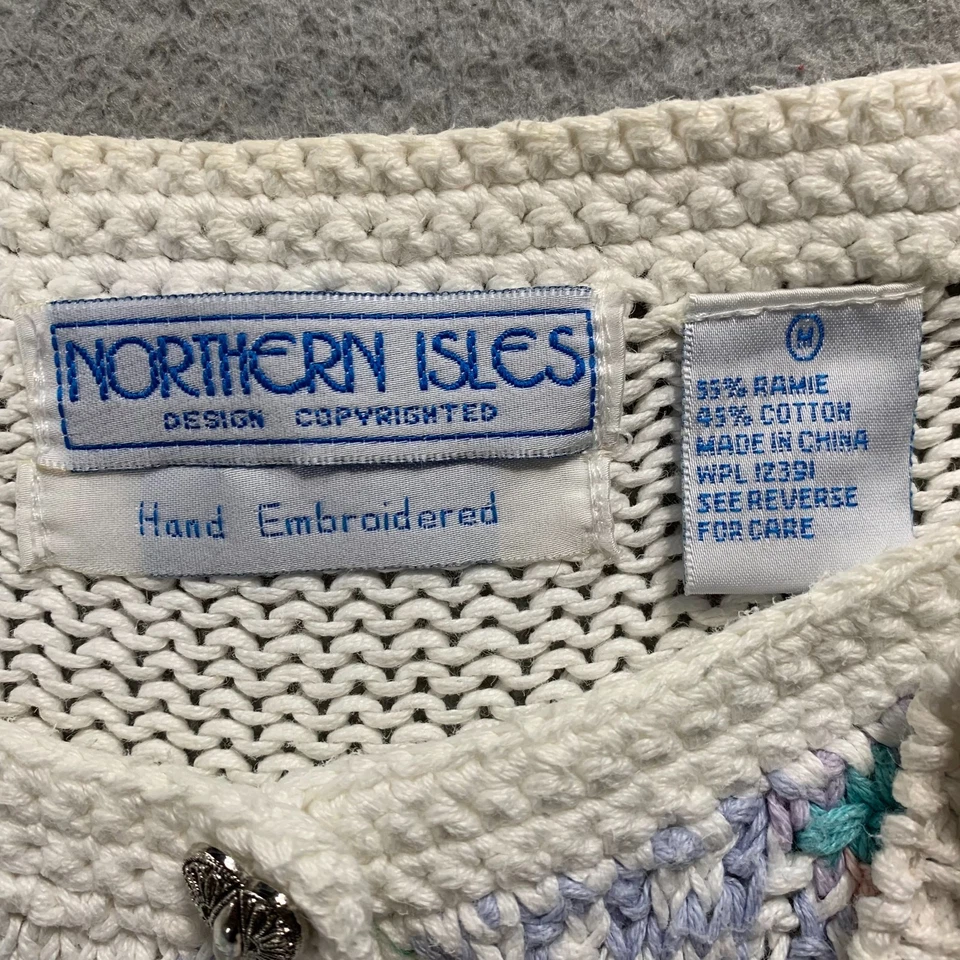 NORTHERN ISLES
DESIGN COPYRIGHTED
Hand Embroidered
M
55% RAMIE
45% COTTON
MADE IN CHINA
WPL 12391
SEE REVERSE
FOR CARE